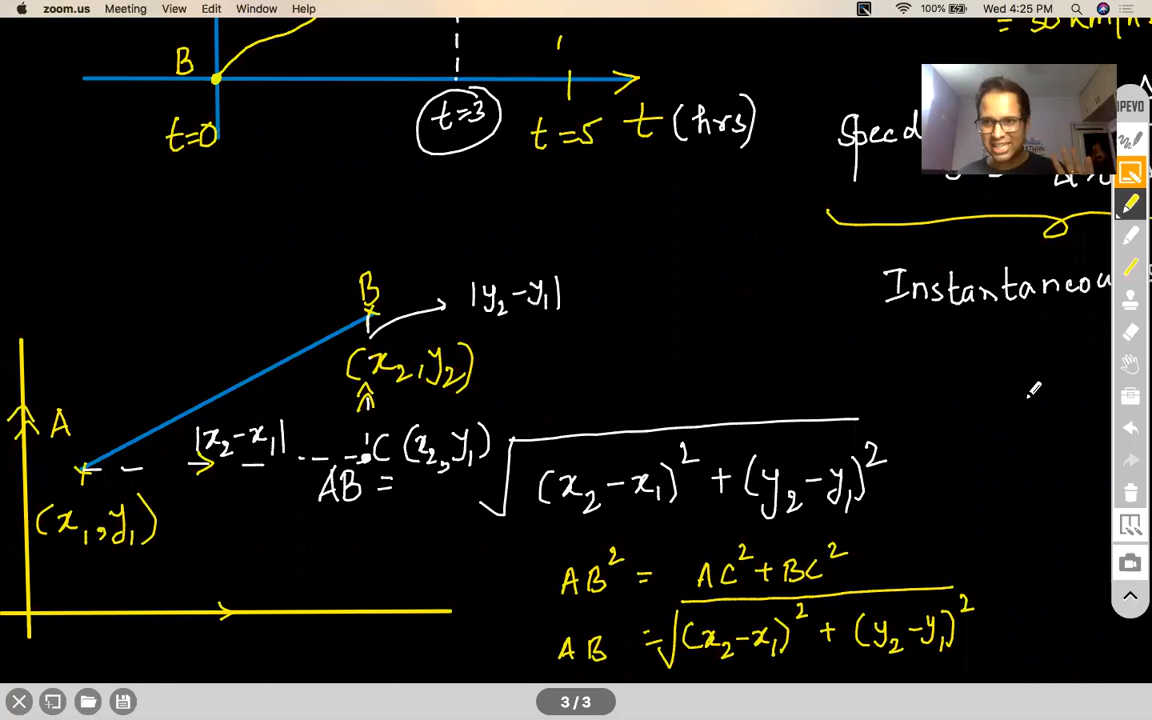 zoom.us Meeting View Edit Window Help 100% Wed 4:25 PM
B
t=0
t=3
t=5
t (hrs)
Speed
Instantaneou
IPEVO
B
|y₂-y₁|
(x₂,y₂)
A
|x₂-x₁|
C (x₂,y₁)
(x₁,y₁)
AB = √(x₂-x₁)²+(y₂-y₁)²
AB² = AC²+BC²
AB = √(x₂-x₁)² + (y₂-y₁)²
3/3